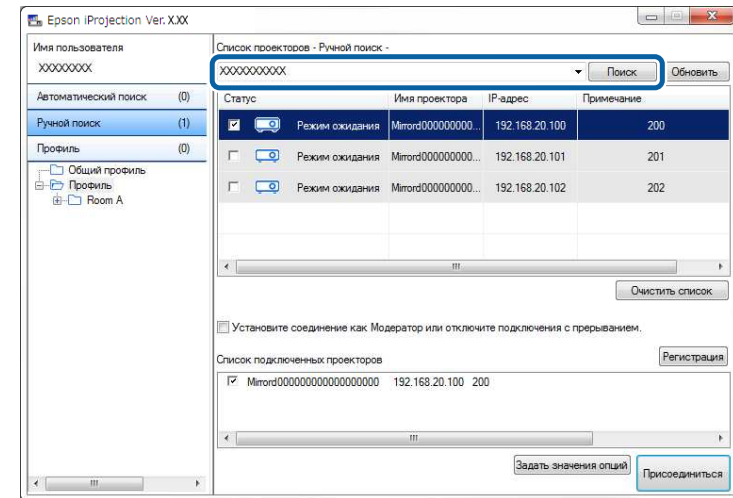 Epson iProjection Ver. X.XX
Имя пользователя
XXXXXXXX
Автоматический поиск (0)
Ручной поиск (1)
Профиль (0)
Общий профиль
Профиль
Room A
Список проекторов - Ручной поиск -
XXXXXXXXXX Поиск Обновить
Статус Имя проектора IP-адрес Примечание
Режим ожидания Mirrord000000000... 192.168.20.100 200
Режим ожидания Mirrord000000000... 192.168.20.101 201
Режим ожидания Mirrord000000000... 192.168.20.102 202
Очистить список
Установите соединение как Модератор или отключите подключения с прерыванием.
Список подключенных проекторов Регистрация
Mirrord000000000000000000 192.168.20.100 200
Задать значения опций Присоединиться